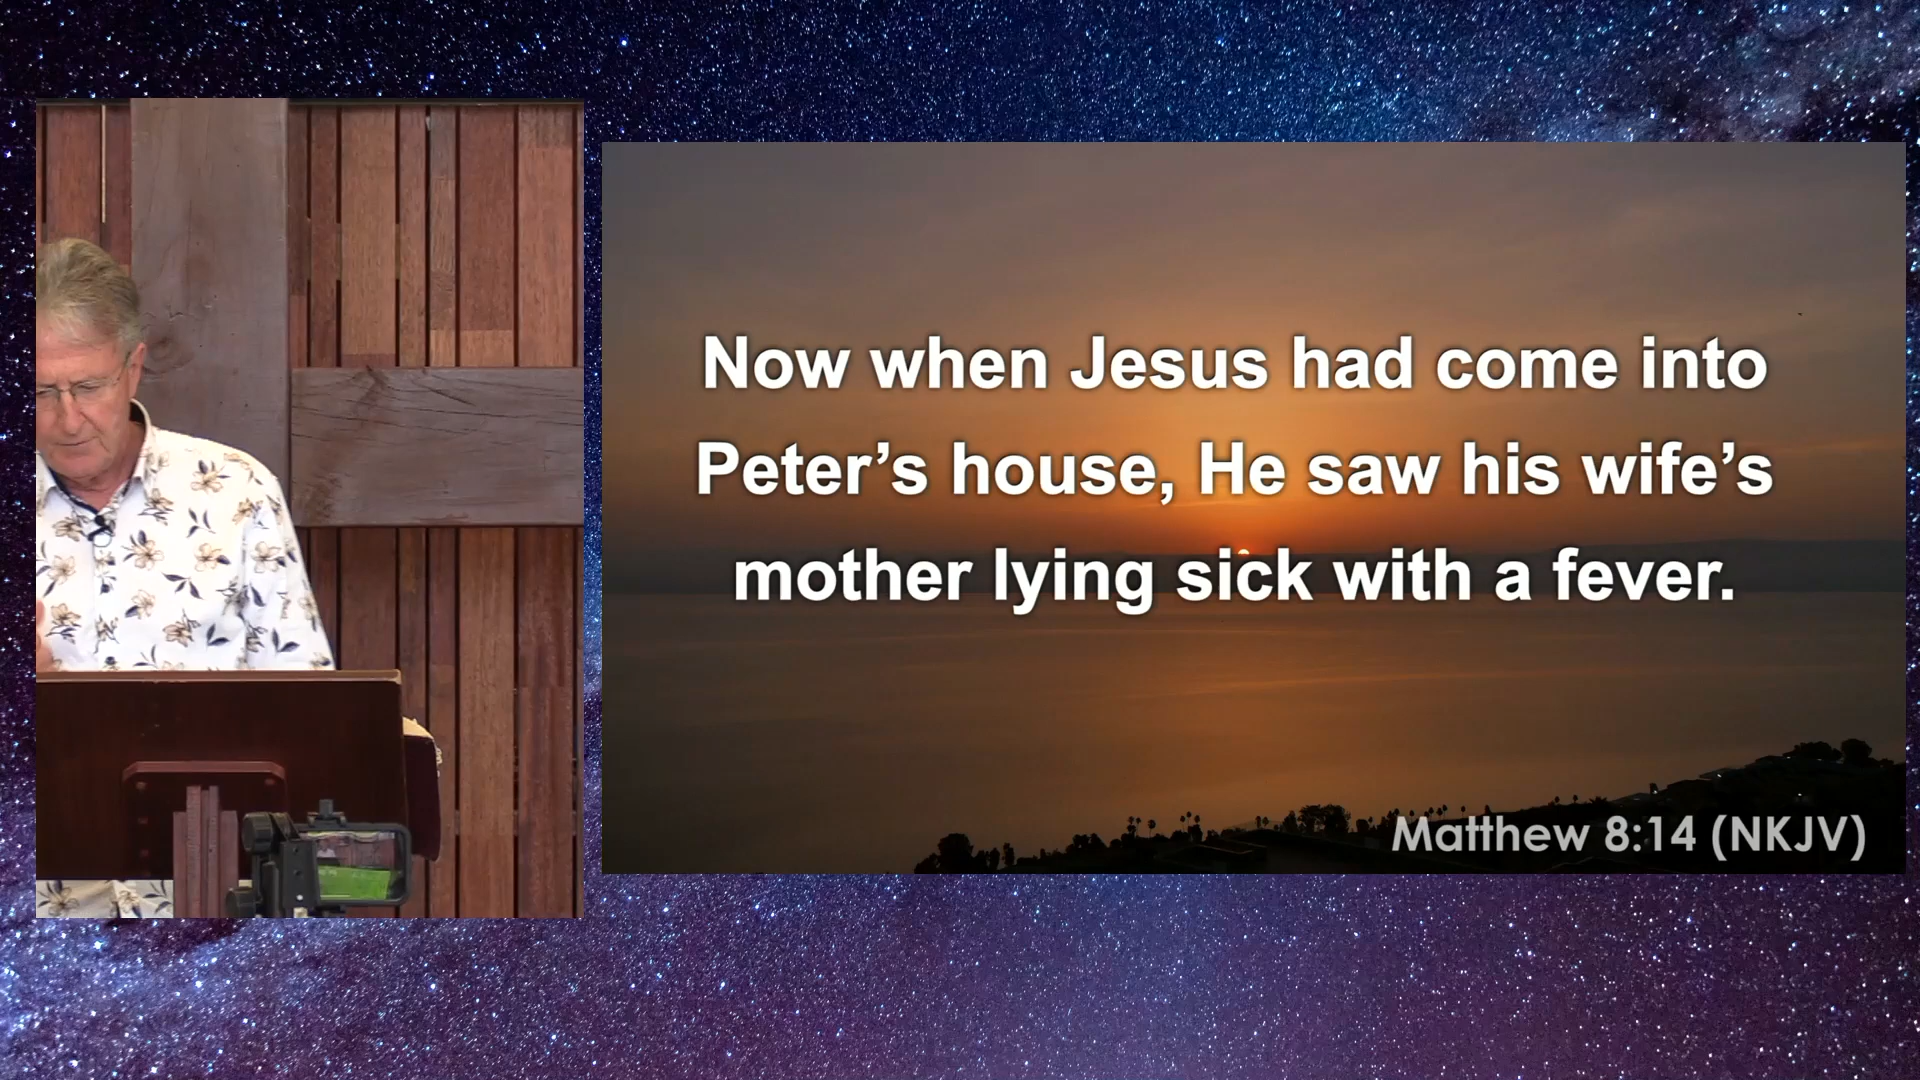 Now when Jesus had come into
Peter’s house, He saw his wife’s
mother lying sick with a fever.
Matthew 8:14 (NKJV)